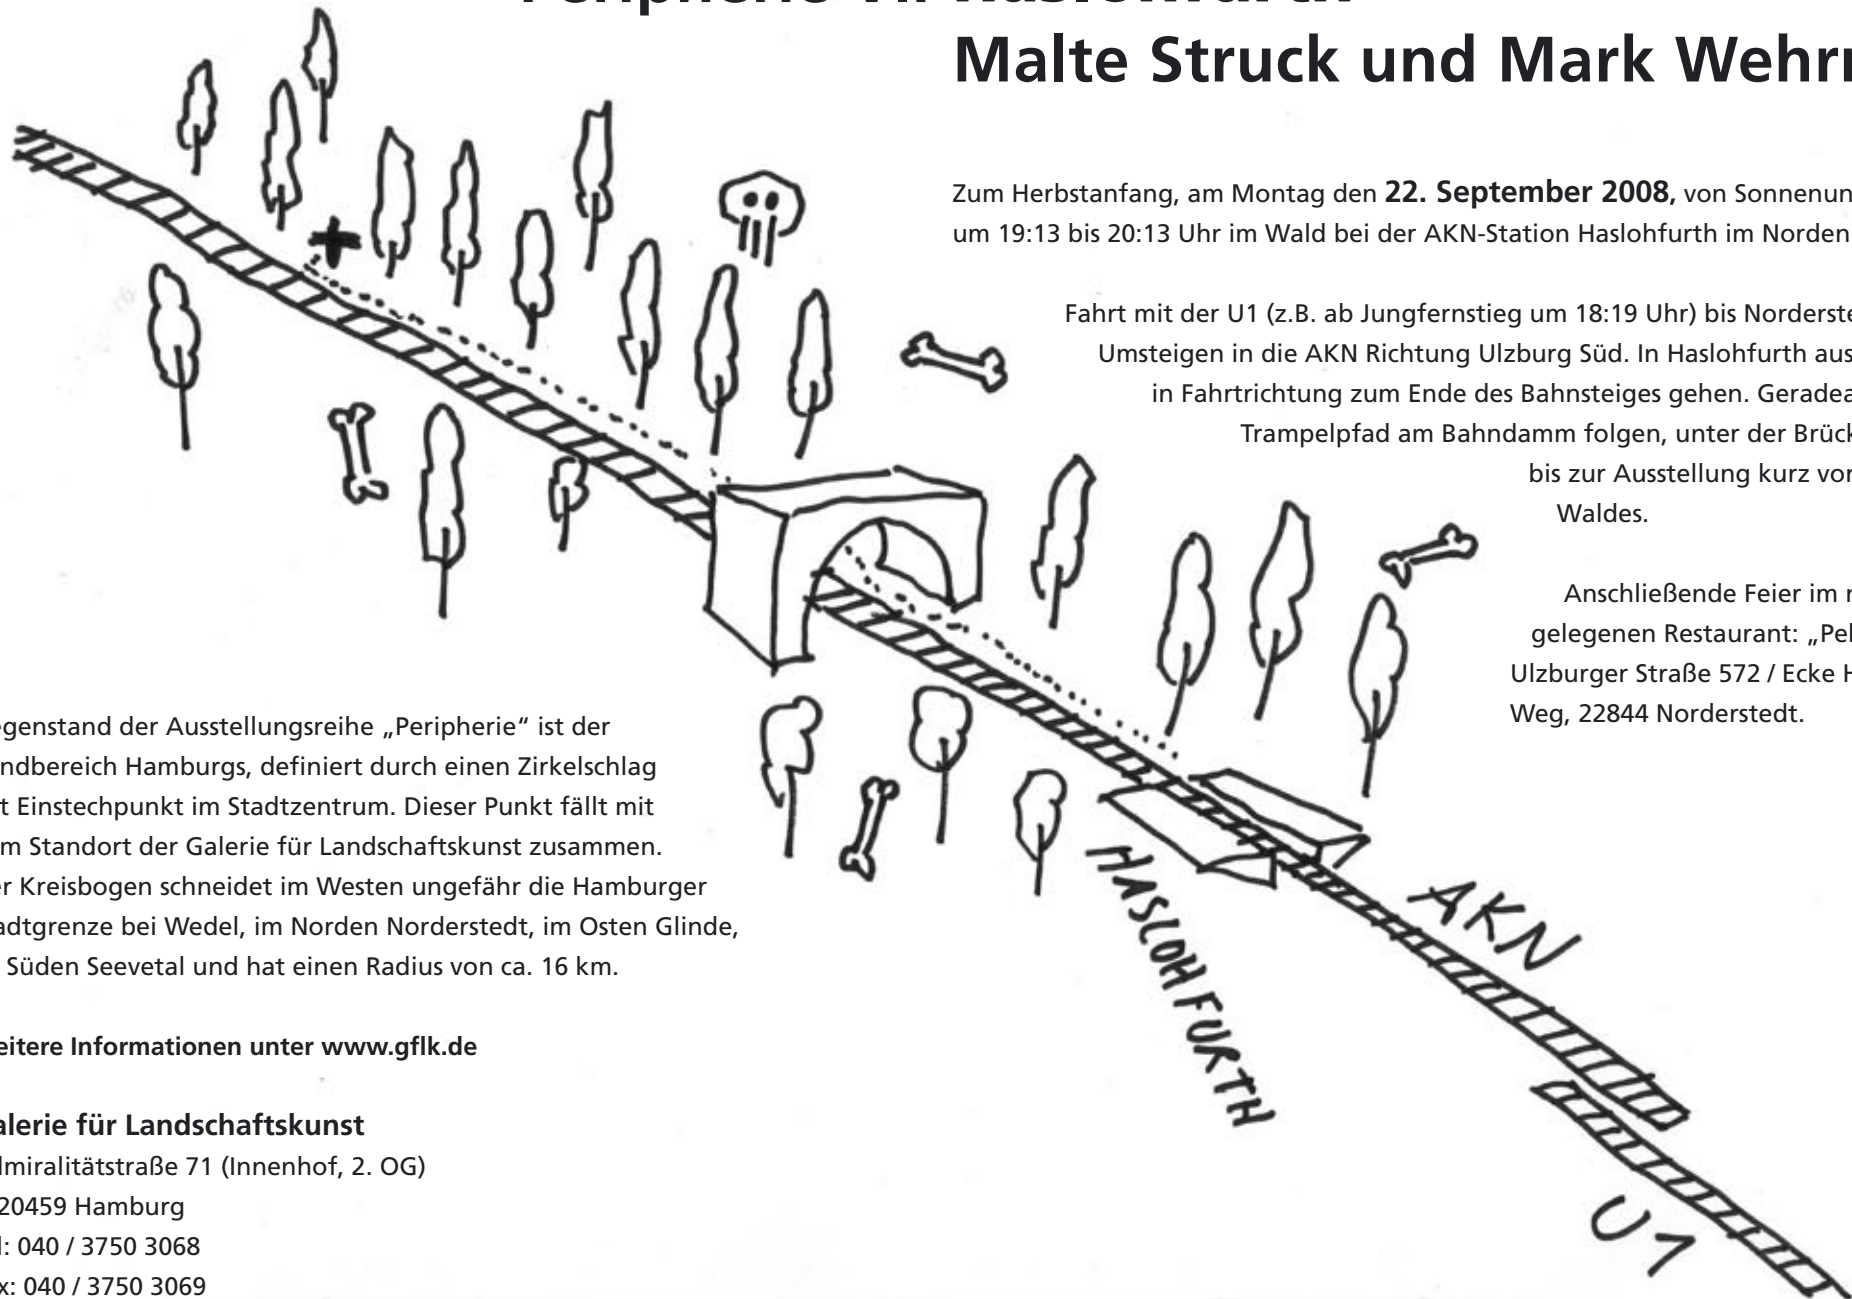 Peripherie Haslohfurth
Malte Struck und Mark Wehr
Zum Herbstanfang, am Montag den 22. September 2008, von Sonnenun
um 19:13 bis 20:13 Uhr im Wald bei der AKN-Station Haslohfurth im Norden
Fahrt mit der U1 (z.B. ab Jungfernstieg um 18:19 Uhr) bis Norderste
Umsteigen in die AKN Richtung Ulzburg Süd. In Haslohfurth aus
in Fahrtrichtung zum Ende des Bahnsteiges gehen. Geradea
Trampelpfad am Bahndamm folgen, unter der Brück
bis zur Ausstellung kurz vor
Waldes.
Anschließende Feier im
gelegenen Restaurant: „Pel
Ulzburger Straße 572 / Ecke H
Weg, 22844 Norderstedt.
egenstand der Ausstellungsreihe „Peripherie“ ist der
ndbereich Hamburgs, definiert durch einen Zirkelschlag
t Einstechpunkt im Stadtzentrum. Dieser Punkt fällt mit
m Standort der Galerie für Landschaftskunst zusammen.
er Kreisbogen schneidet im Westen ungefähr die Hamburger
adtgrenze bei Wedel, im Norden Norderstedt, im Osten Glinde,
Süden Seevetal und hat einen Radius von ca. 16 km.
eitere Informationen unter www.gflk.de
alerie für Landschaftskunst
dmiralitätstraße 71 (Innenhof, 2. OG)
20459 Hamburg
l: 040 / 3750 3068
x: 040 / 3750 3069
HASLOHFURTH
AKN
U1